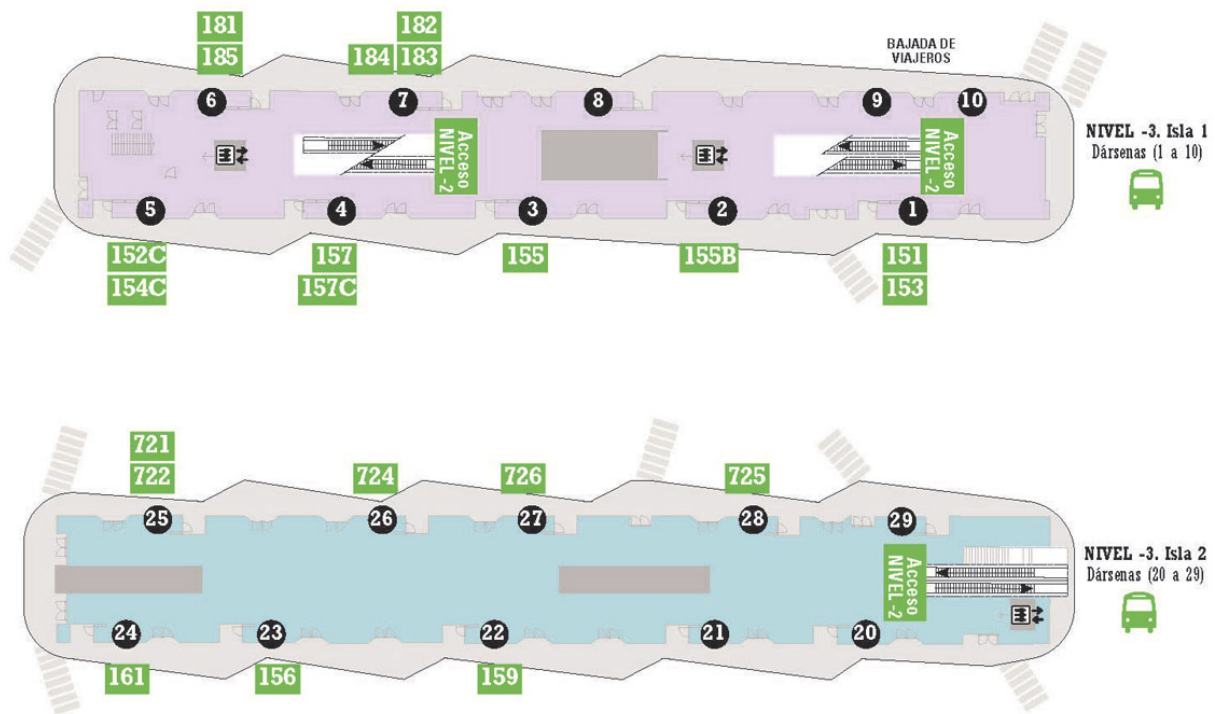 181
182
185
184
183
BAJADA DE
VIAJEROS
6
7
8
9
10
Acceso
NIVEL -2
Acceso
NIVEL -2
NIVEL -3. Isla 1
Dársenas (1 a 10)
5
4
3
2
1
152C
157
155
155B
151
154C
157C
153
721
722
724
726
725
25
26
27
28
29
Acceso
NIVEL -2
NIVEL -3. Isla 2
Dársenas (20 a 29)
24
23
22
21
20
161
156
159